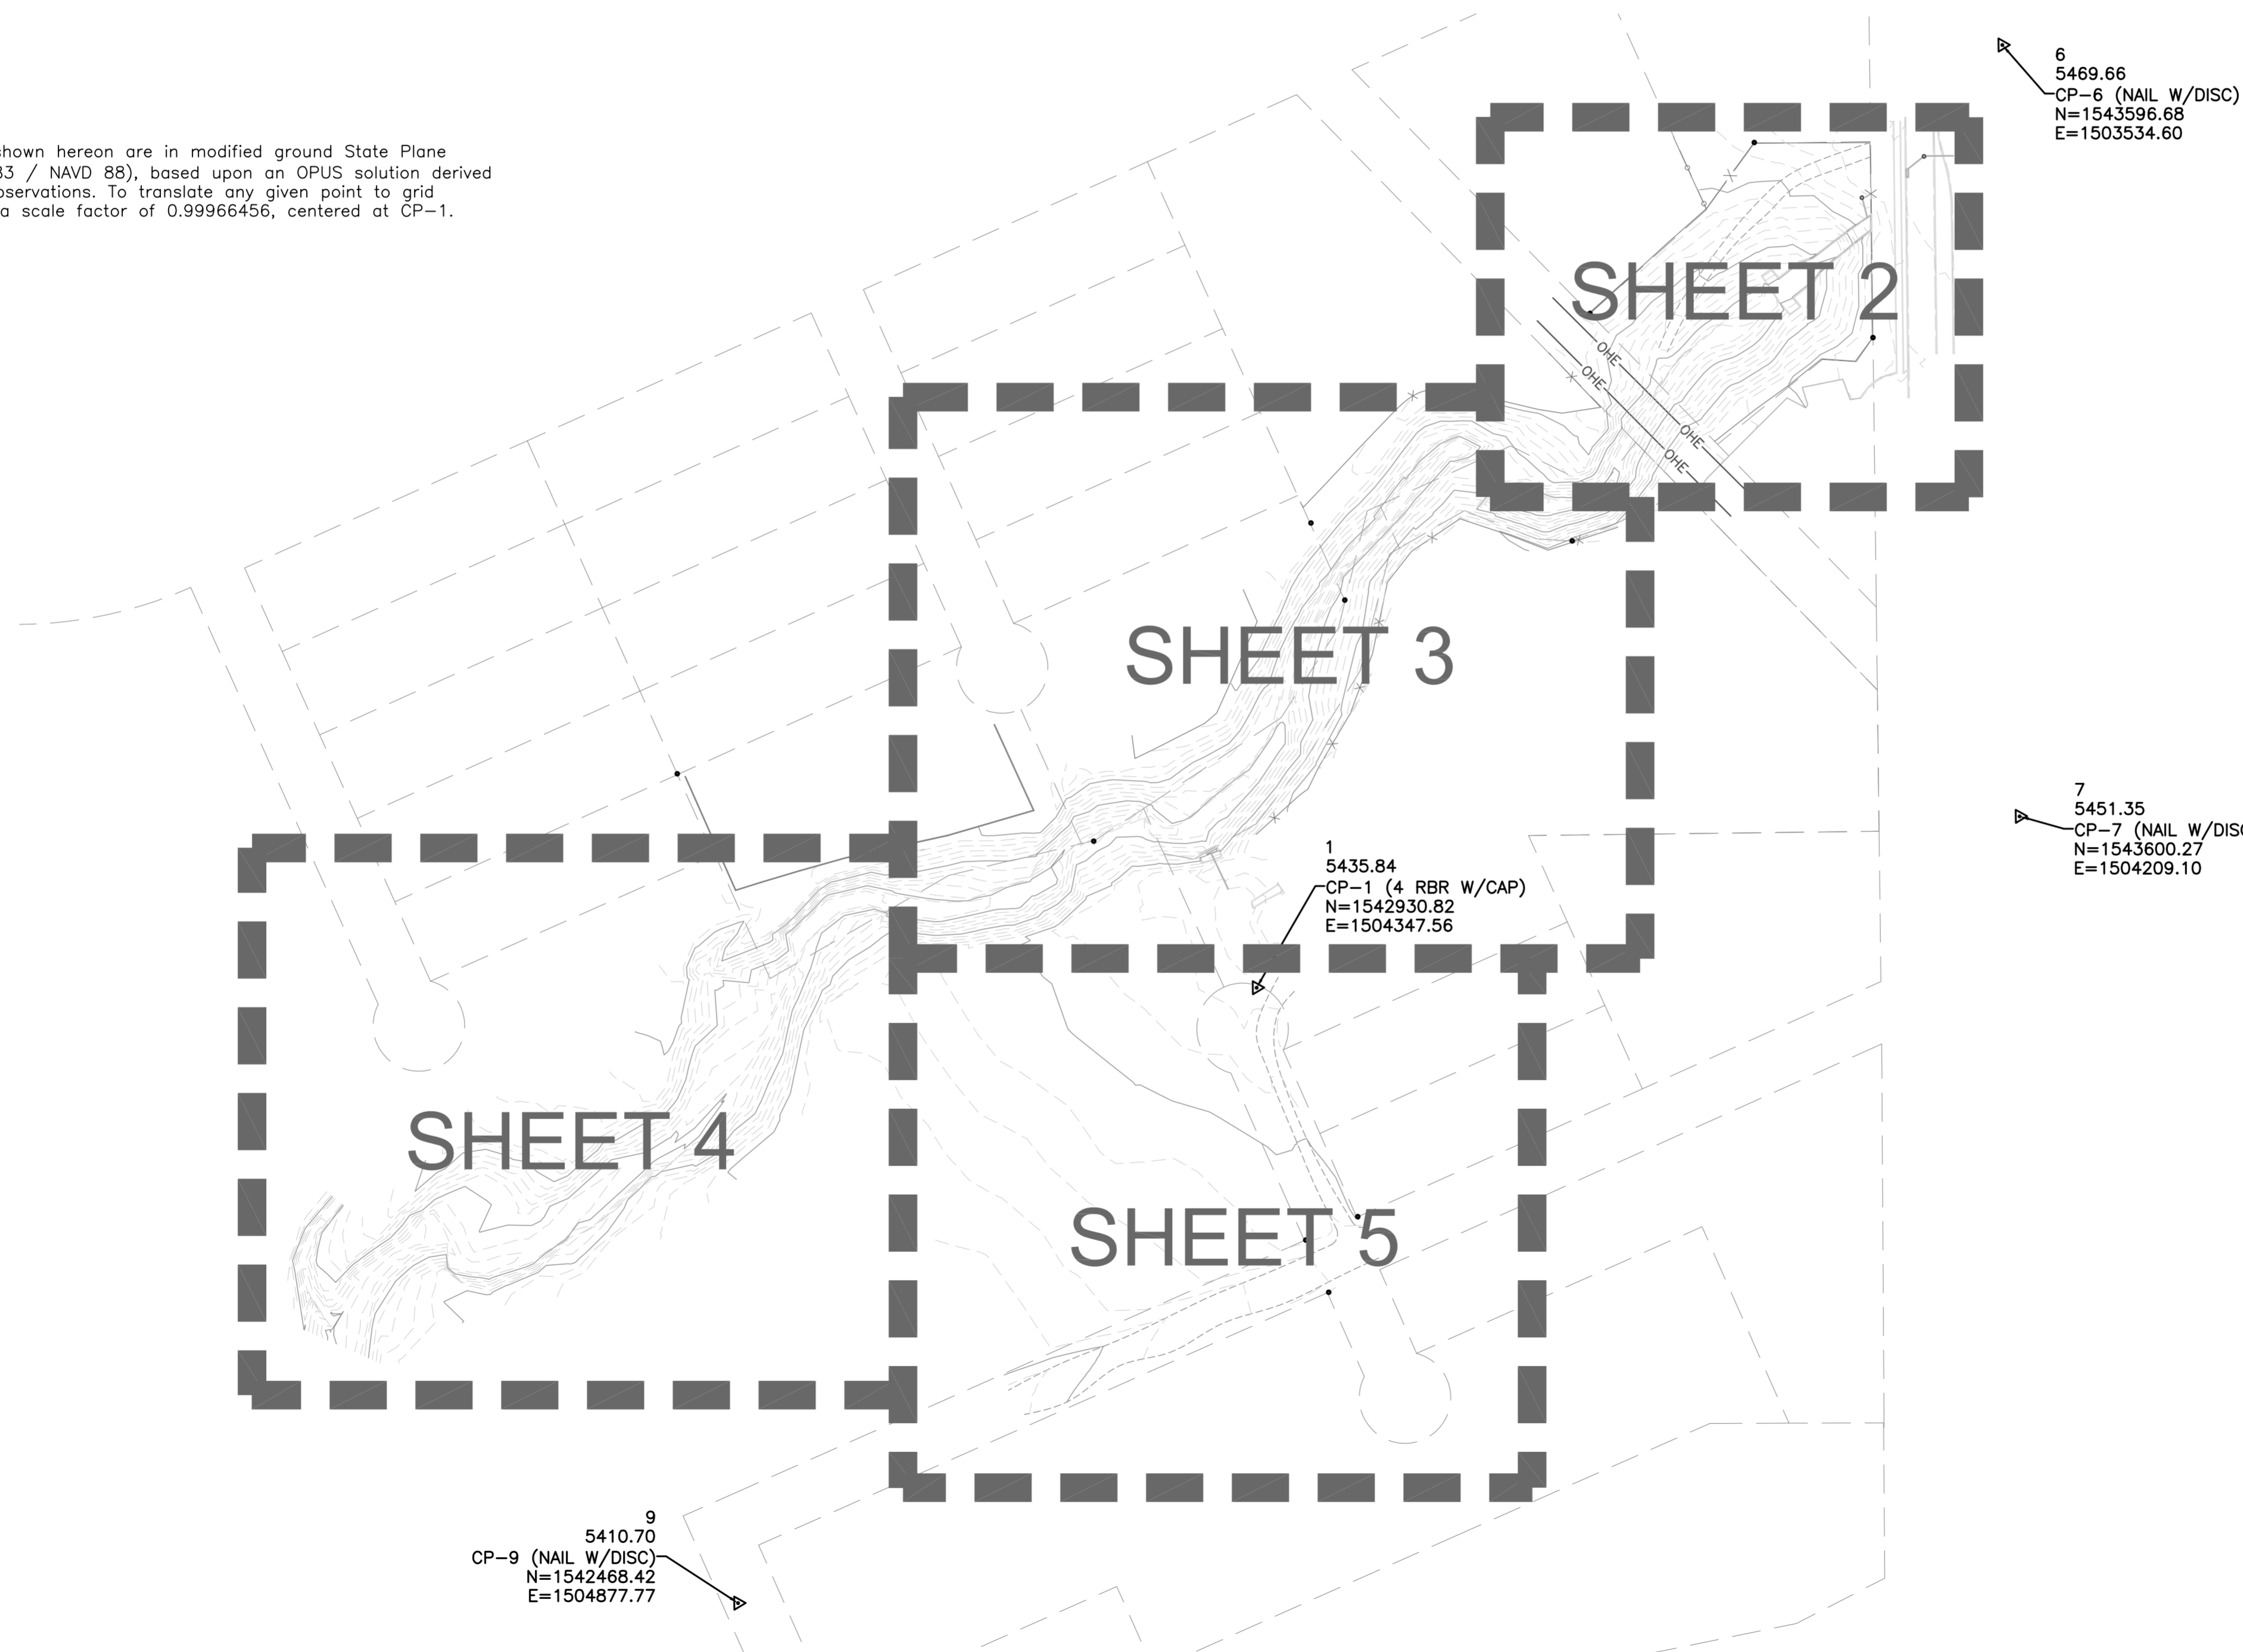 6
5469.66
CP-6 (NAIL W/DISC)
N=1543596.68
E=1503534.60
shown hereon are in modified ground State Plane
83 / NAVD 88), based upon an OPUS solution derived
observations. To translate any given point to grid
a scale factor of 0.99966456, centered at CP-1.
SHEET 2
OHE
OHE
OHE
OHE
SHEET 3
7
5451.35
CP-7 (NAIL W/DISC
N=1543600.27
E=1504209.10
1
5435.84
CP-1 (4 RBR W/CAP)
N=1542930.82
E=1504347.56
SHEET 4
SHEET 5
9
5410.70
CP-9 (NAIL W/DISC)
N=1542468.42
E=1504877.77